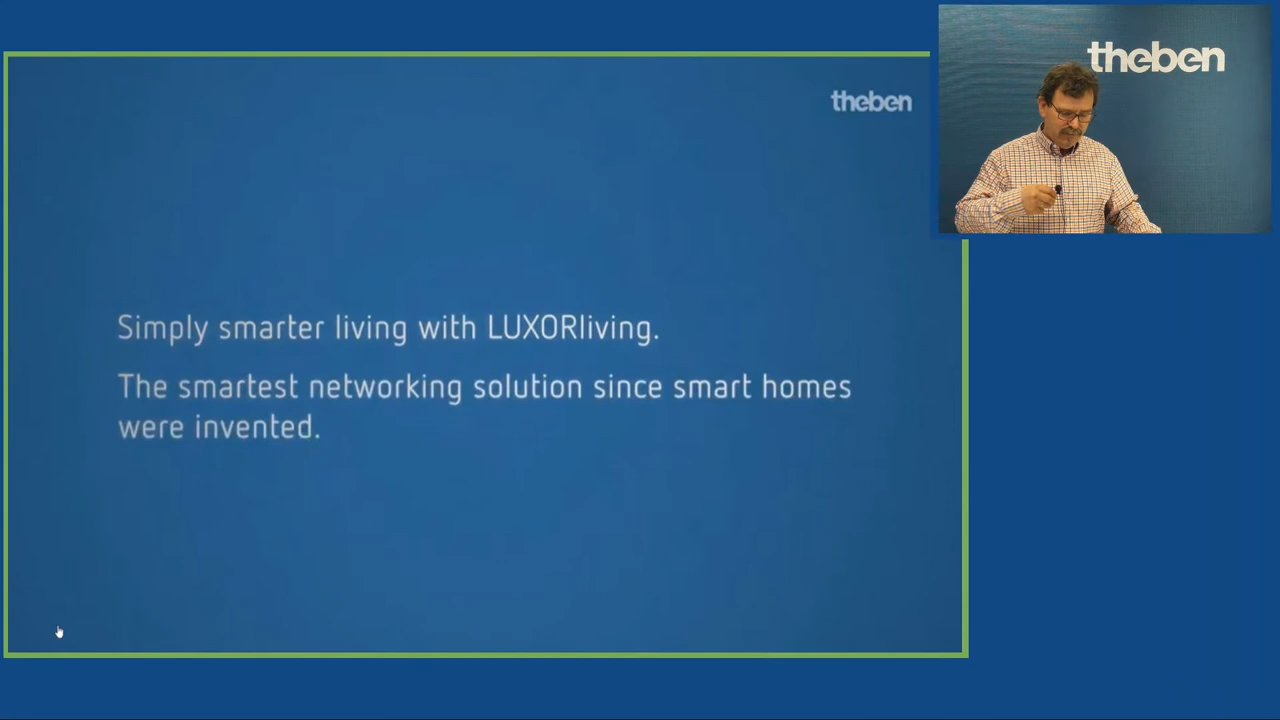 theben
theben
Simply smarter living with LUXORliving.
The smartest networking solution since smart homes
were invented.